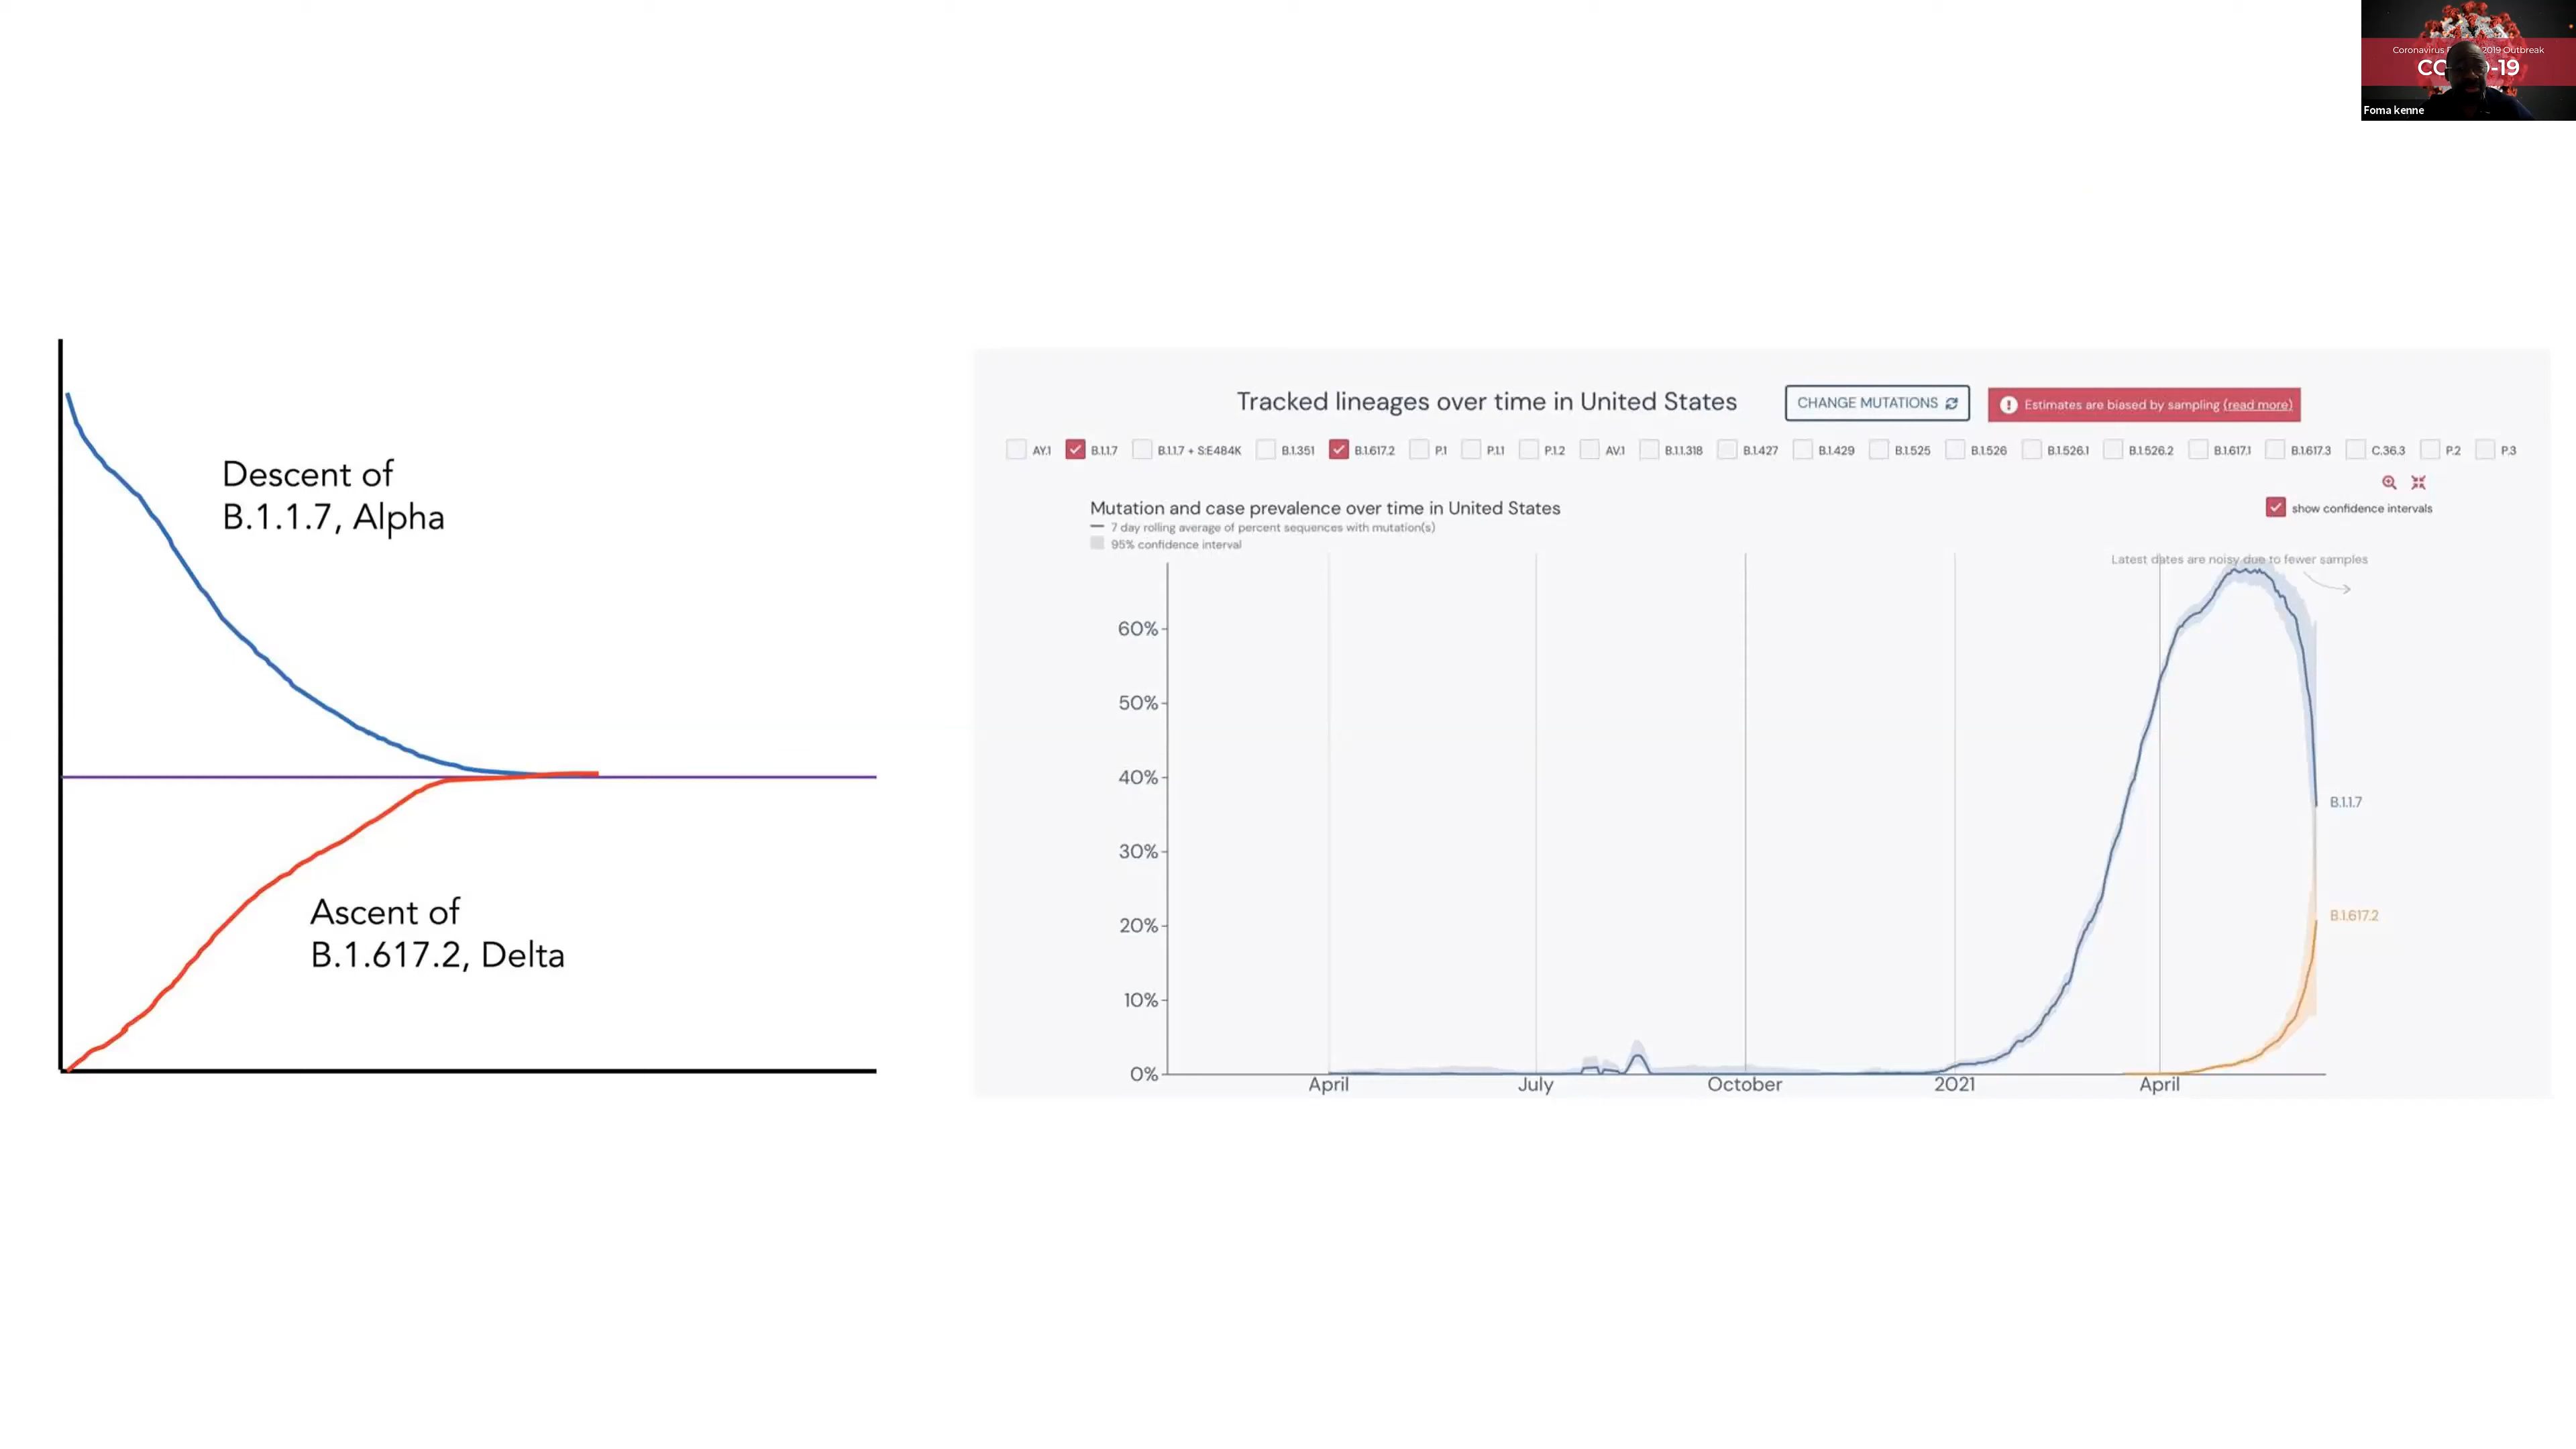 Coronavirus 2019 Outbreak
CO -19
Foma kenne
Descent of
B.1.1.7, Alpha
Ascent of
B.1.617.2, Delta
Tracked lineages over time in United States
CHANGE MUTATIONS
! Estimates are biased by sampling (read more)
AY.1 B.1.1.7 B.1.1.7 + S:E484K B.1.351 B.1.617.2 P.1 P.1.1 P.1.2 AV.1 B.1.1.318 B.1.427 B.1.429 B.1.525 B.1.526 B.1.526.1 B.1.526.2 B.1.617.1 B.1.617.3 C.36.3 P.2 P.3
Mutation and case prevalence over time in United States
7 day rolling average of percent sequences with mutation(s)
95% confidence interval
show confidence intervals
Latest dates are noisy due to fewer samples
60%
50%
40%
30%
20%
10%
0%
B.1.1.7
B.1.617.2
April July October 2021 April